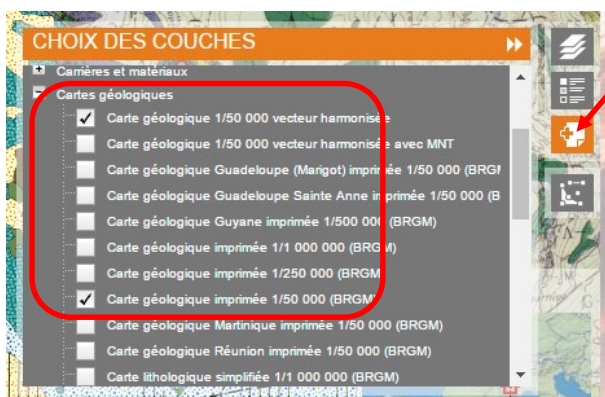 CHOIX DES COUCHES
Carrières et matériaux
Cartes géologiques
Carte géologique 1/50 000 vecteur harmonisée
Carte géologique 1/50 000 vecteur harmonisée avec MNT
Carte géologique Guadeloupe (Marigot) imprimée 1/50 000 (BRGM
Carte géologique Guadeloupe Sainte Anne imprimée 1/50 000 (B
Carte géologique Guyane imprimée 1/500 000 (BRGM)
Carte géologique imprimée 1/1 000 000 (BRGM)
Carte géologique imprimée 1/250 000 (BRGM)
Carte géologique imprimée 1/50 000 (BRGM)
Carte géologique Martinique imprimée 1/50 000 (BRGM)
Carte géologique Réunion imprimée 1/50 000 (BRGM)
Carte lithologique simplifiée 1/1 000 000 (BRGM)